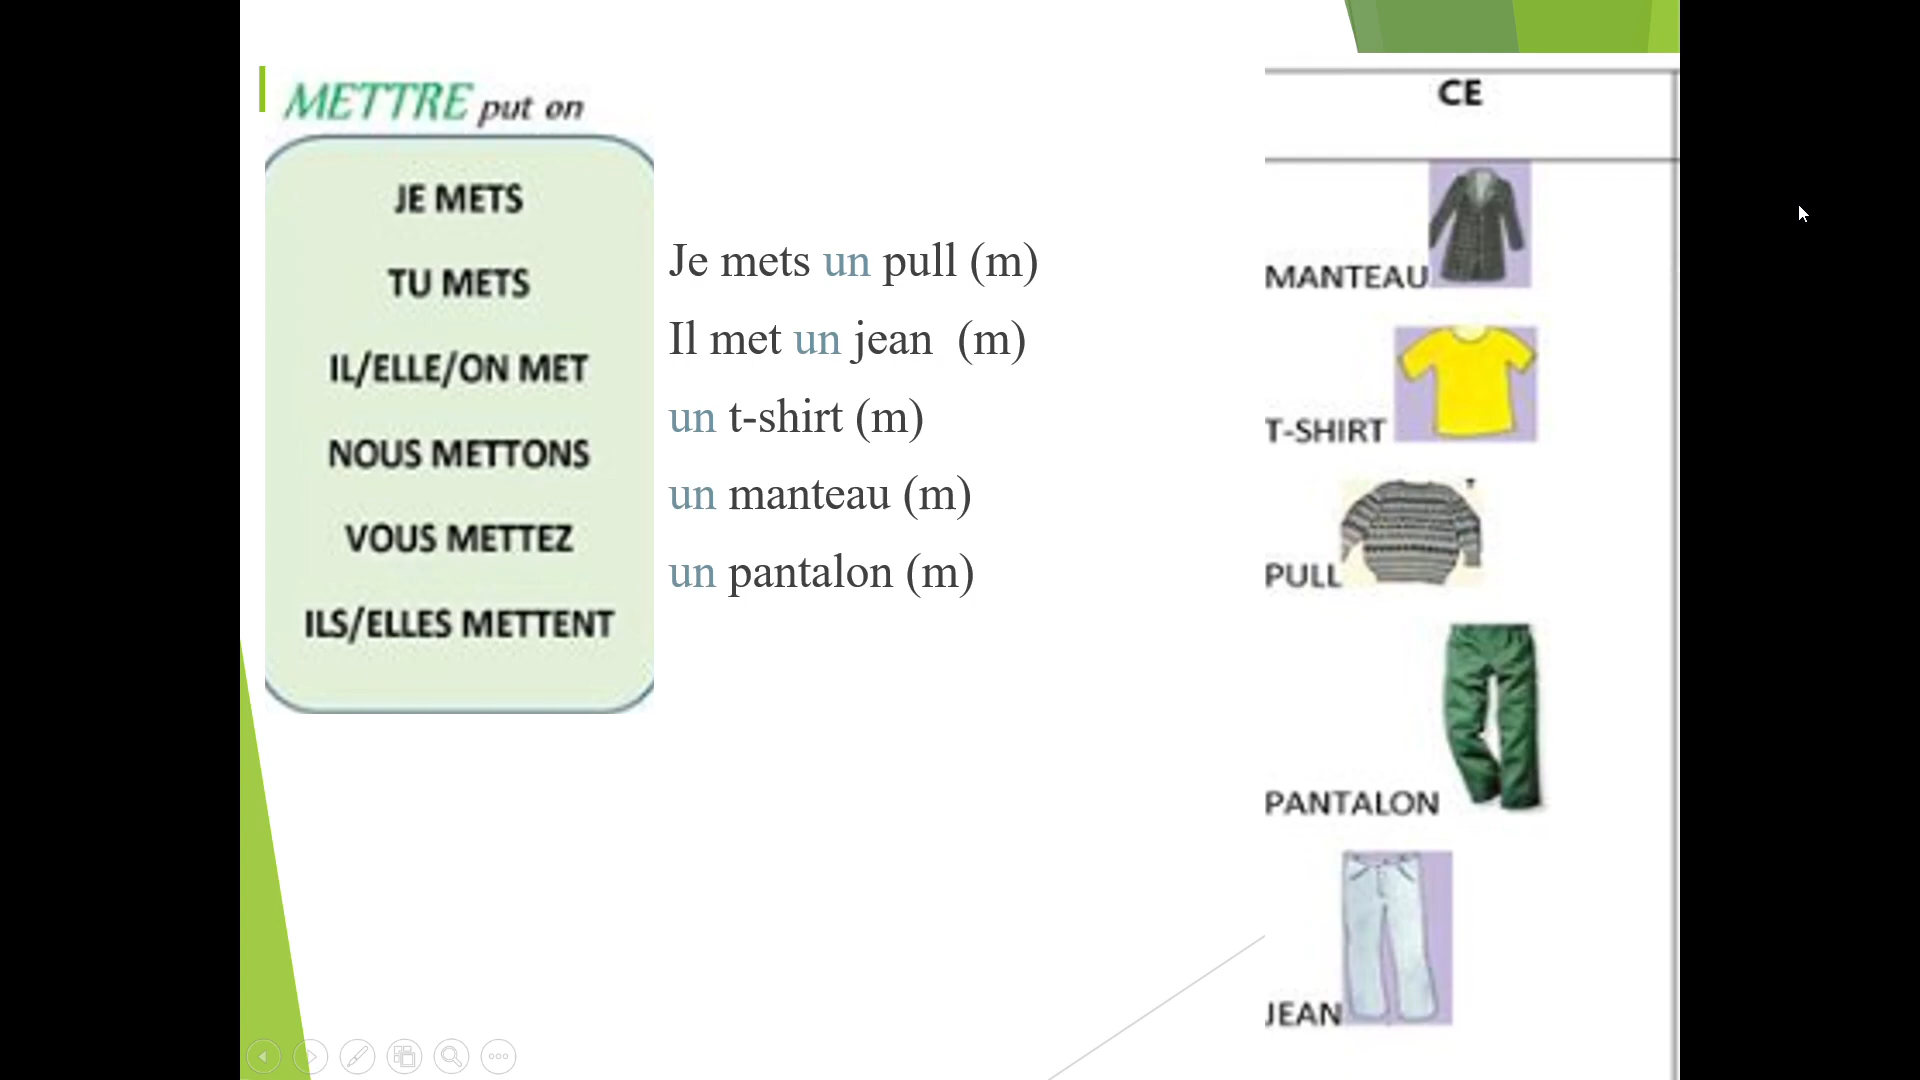 METTRE put on
JE METS
TU METS
IL/ELLE/ON MET
NOUS METTONS
VOUS METTEZ
ILS/ELLES METTENT
Je mets un pull (m)
Il met un jean (m)
un t-shirt (m)
un manteau (m)
un pantalon (m)
CE
MANTEAU
T-SHIRT
PULL
PANTALON
JEAN